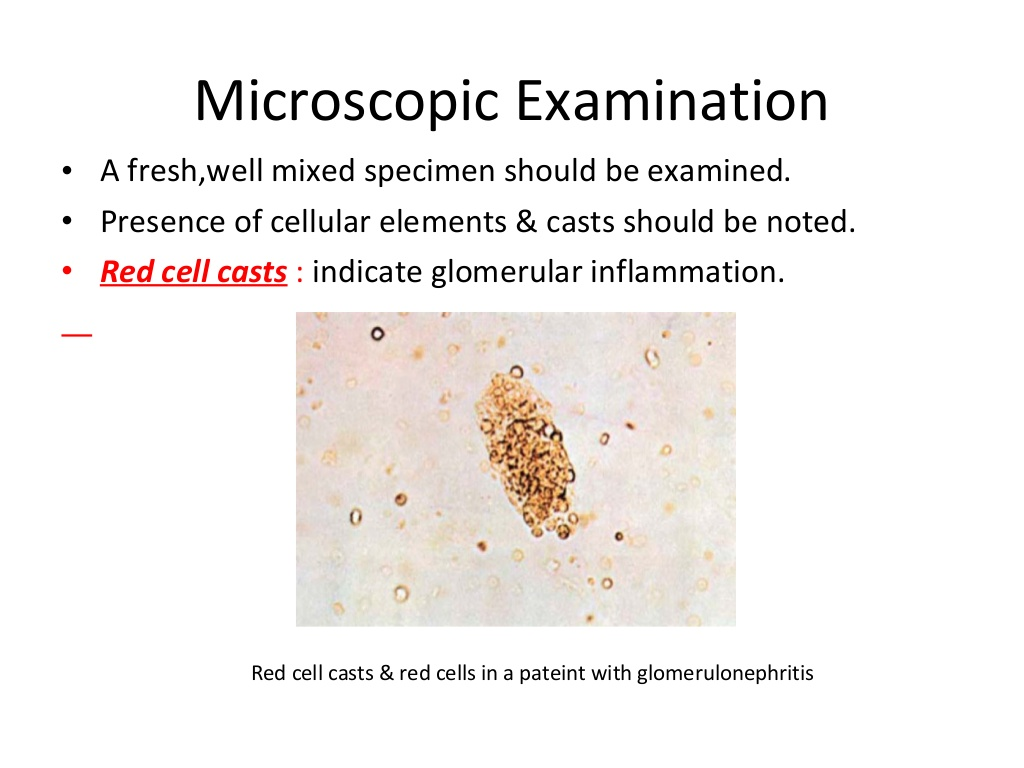 Microscopic Examination
• A fresh,well mixed specimen should be examined.
• Presence of cellular elements & casts should be noted.
• Red cell casts : indicate glomerular inflammation.
Red cell casts & red cells in a pateint with glomerulonephritis